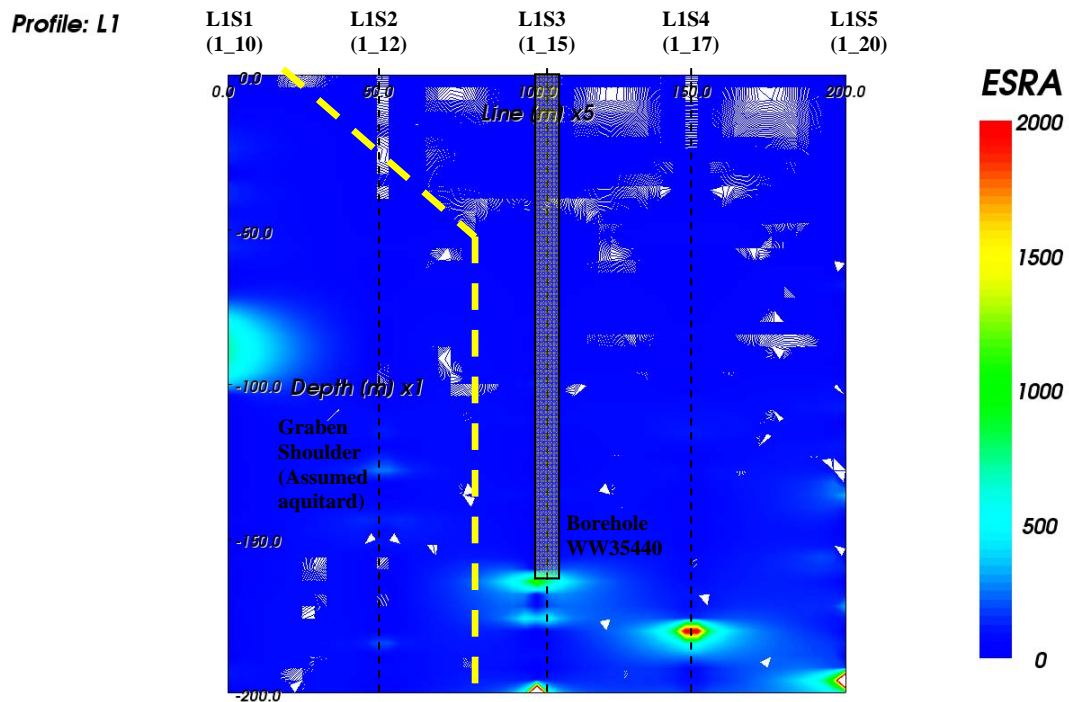 Profile: L1
L1S1
(1_10)
L1S2
(1_12)
L1S3
(1_15)
L1S4
(1_17)
L1S5
(1_20)
0.0
0.0
50.0
100.0
150.0
200.0
Line (m) x5
-50.0
-100.0
Depth (m) x1
Graben
Shoulder
(Assumed
aquitard)
Borehole
WW35440
-150.0
-200.0
ESRA
2000
1500
1000
500
0